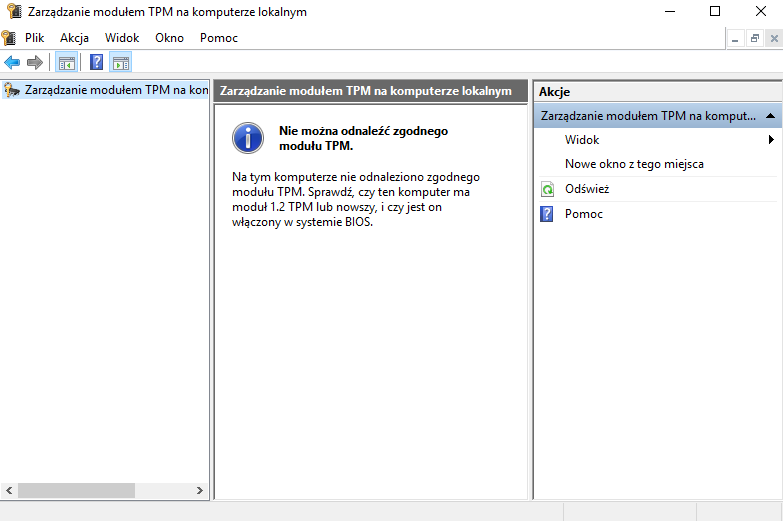 Zarządzanie modułem TPM na komputerze lokalnym
Plik Akcja Widok Okno Pomoc
Zarządzanie modułem TPM na kon
Zarządzanie modułem TPM na komputerze lokalnym
Nie można odnaleźć zgodnego
modułu TPM.
Na tym komputerze nie odnaleziono zgodnego
modułu TPM. Sprawdź, czy ten komputer ma
moduł 1.2 TPM lub nowszy, i czy jest on
włączony w systemie BIOS.
Akcje
Zarządzanie modułem TPM na komput...
Widok
Nowe okno z tego miejsca
Odśwież
Pomoc